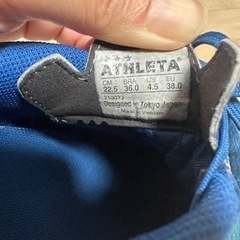 ATHLETA
CM BRA US EU
22.5 36.0 4.5 38.0
Designed in Tokyo Japan
Made in Vietnam